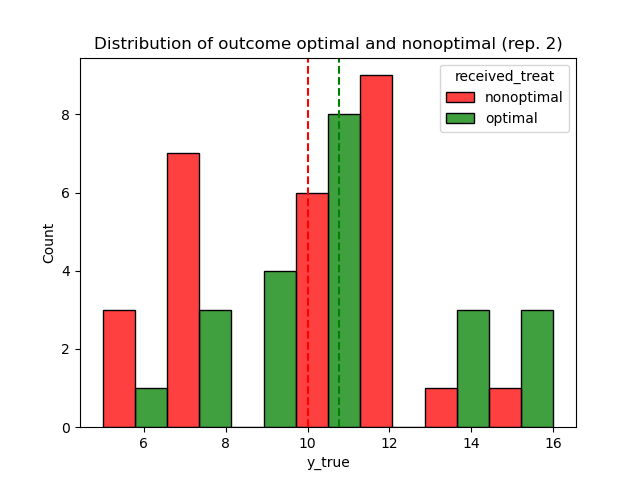 Distribution of outcome optimal and nonoptimal (rep. 2)
received_treat
nonoptimal
optimal
Count
8
6
4
2
0
6 8 10 12 14 16
y_true